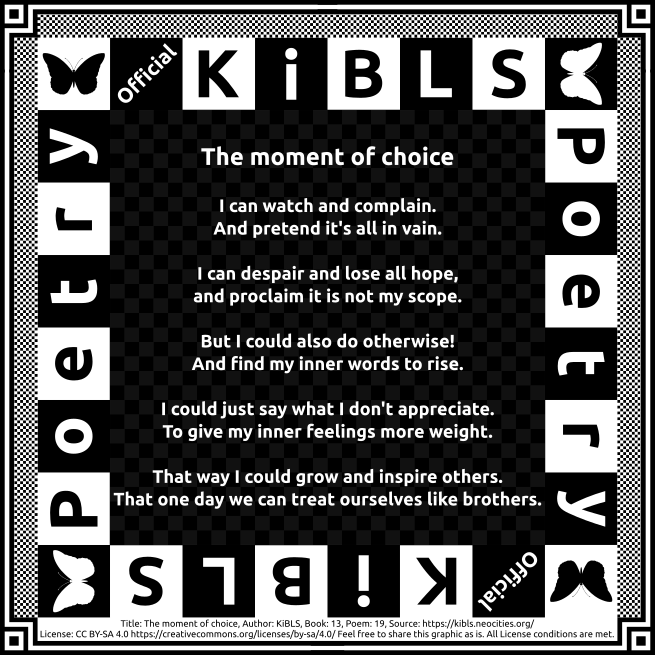 Official KiBLS
Poetry
Poetry
Official KiBLS
The moment of choice
I can watch and complain.
And pretend it's all in vain.
I can despair and lose all hope,
and proclaim it is not my scope.
But I could also do otherwise!
And find my inner words to rise.
I could just say what I don't appreciate.
To give my inner feelings more weight.
That way I could grow and inspire others.
That one day we can treat ourselves like brothers.
Title: The moment of choice, Author: KiBLS, Book: 13, Poem: 19, Source: https://kibls.neocities.org/
License: CC BY-SA 4.0 https://creativecommons.org/licenses/by-sa/4.0/ Feel free to share this graphic as is. All License conditions are met.